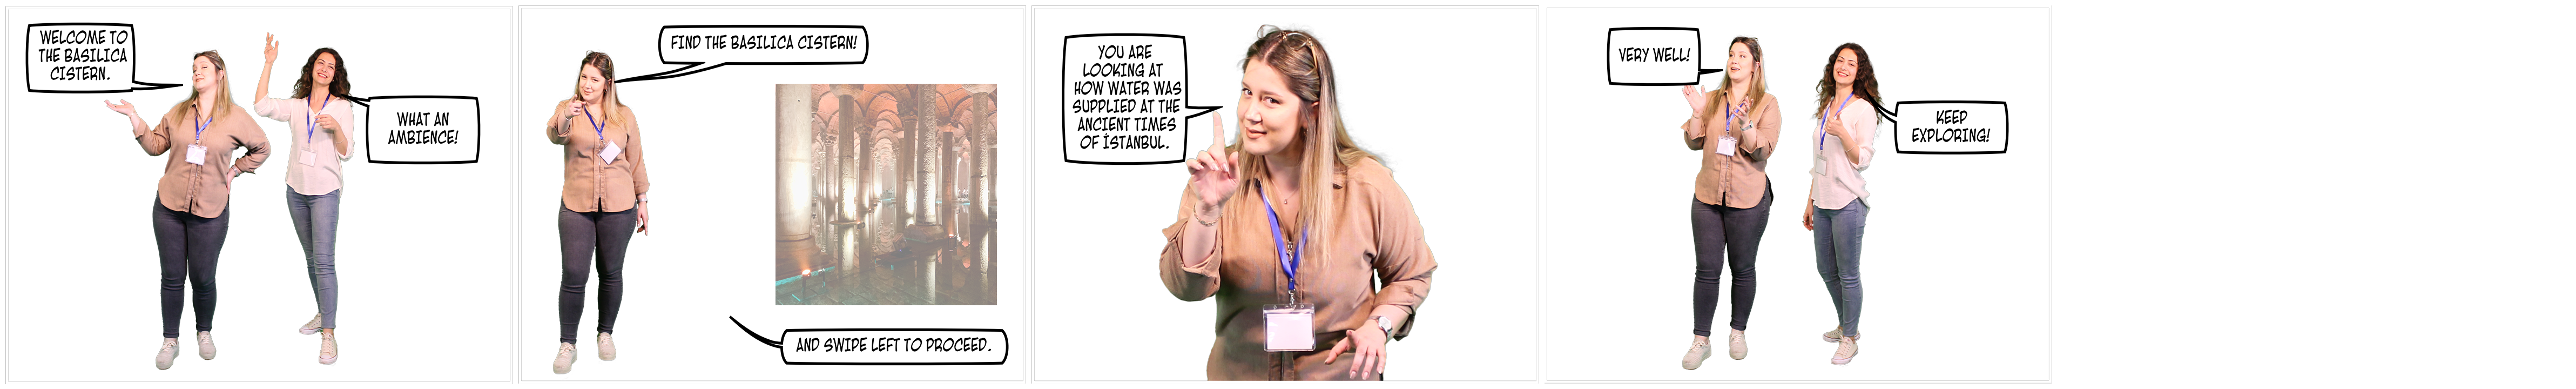 WELCOME TO
THE BASILICA
CISTERN.
WHAT AN
AMBIENCE!
FIND THE BASILICA CISTERN!
AND SWIPE LEFT TO PROCEED.
YOU ARE
LOOKING AT
HOW WATER WAS
SUPPLIED AT THE
ANCIENT TIMES
OF İSTANBUL.
VERY WELL!
KEEP
EXPLORING!